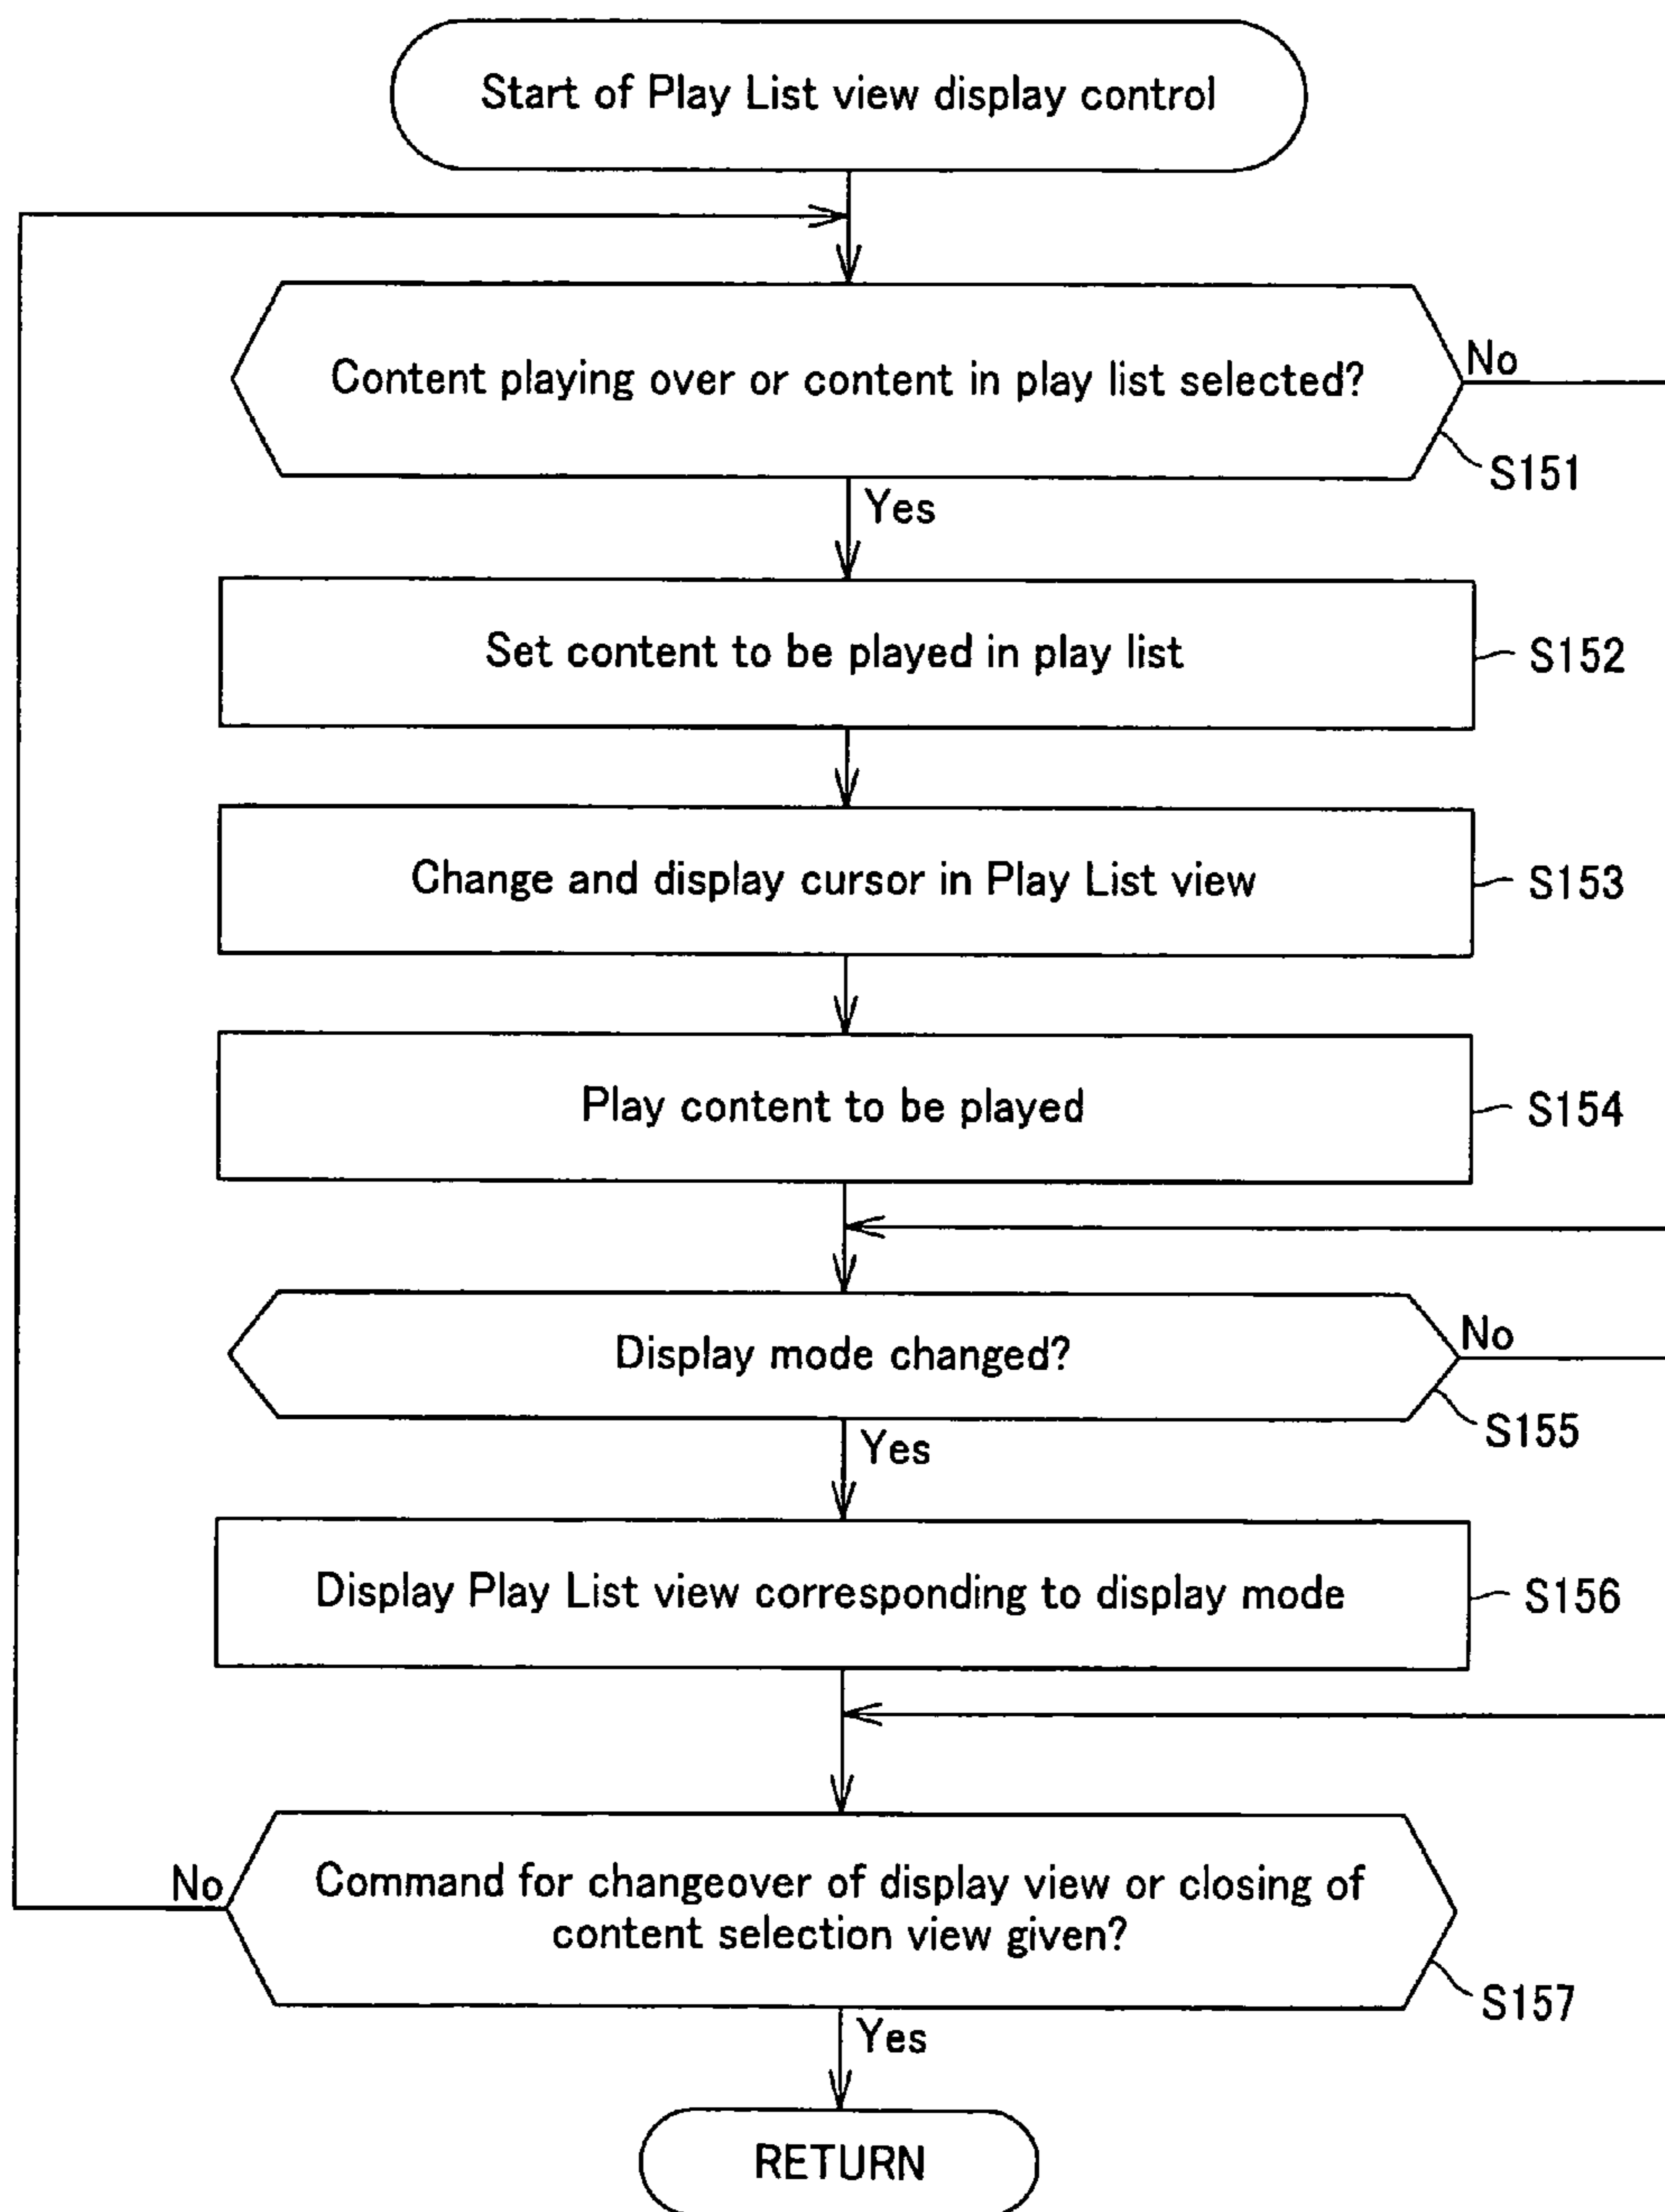 Start of Play List view display control
Content playing over or content in play list selected?
No
S151
Yes
Set content to be played in play list
S152
Change and display cursor in Play List view
S153
Play content to be played
S154
Display mode changed?
No
S155
Yes
Display Play List view corresponding to display mode
S156
No
Command for changeover of display view or closing of
content selection view given?
S157
Yes
RETURN